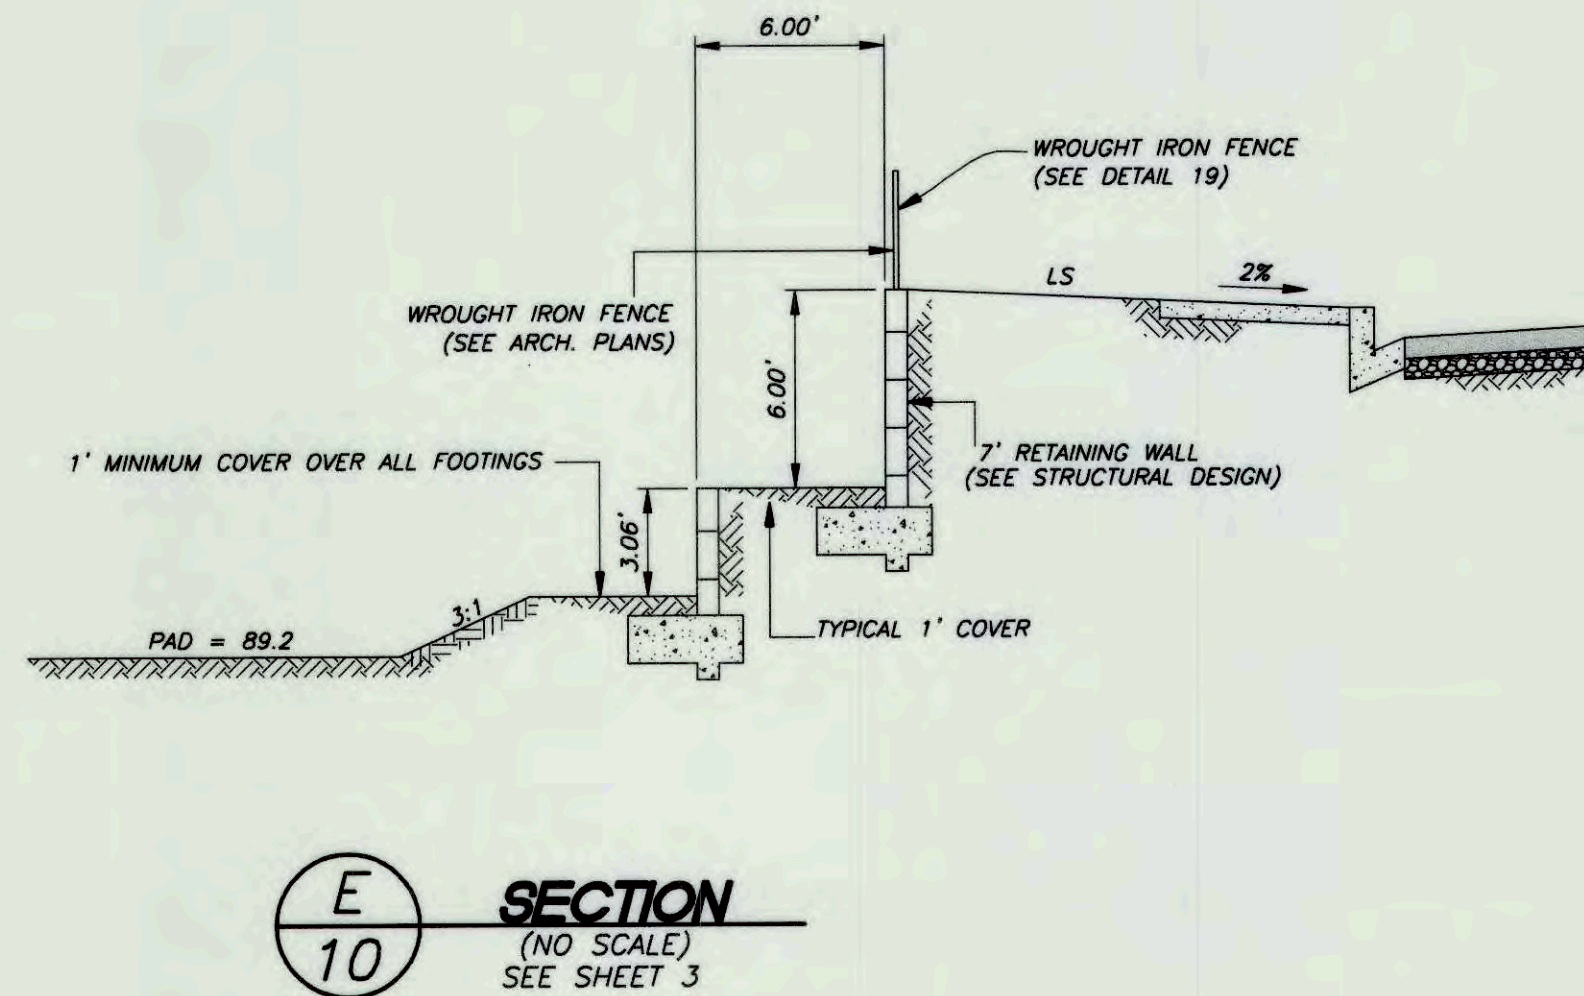 6.00'
WROUGHT IRON FENCE
(SEE DETAIL 19)
LS
2%
WROUGHT IRON FENCE
(SEE ARCH. PLANS)
6.00'
1' MINIMUM COVER OVER ALL FOOTINGS
7' RETAINING WALL
(SEE STRUCTURAL DESIGN)
3.06'
3:1
TYPICAL 1' COVER
PAD = 89.2
E
10
SECTION
(NO SCALE)
SEE SHEET 3